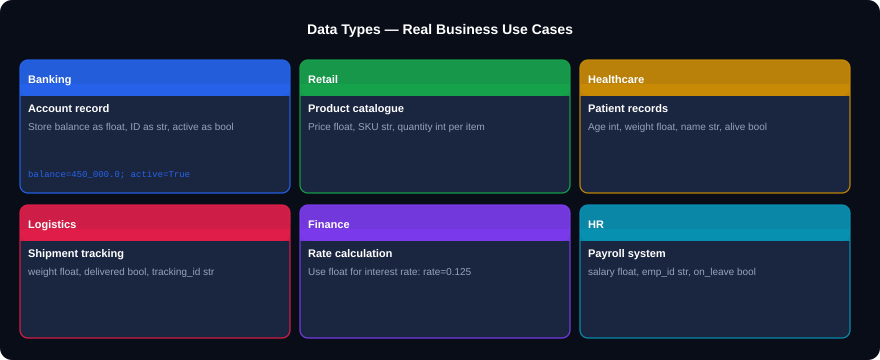 Data Types — Real Business Use Cases
Banking
Account record
Store balance as float, ID as str, active as bool
balance=450_000.0; active=True
Retail
Product catalogue
Price float, SKU str, quantity int per item
Healthcare
Patient records
Age int, weight float, name str, alive bool
Logistics
Shipment tracking
weight float, delivered bool, tracking_id str
Finance
Rate calculation
Use float for interest rate: rate=0.125
HR
Payroll system
salary float, emp_id str, on_leave bool